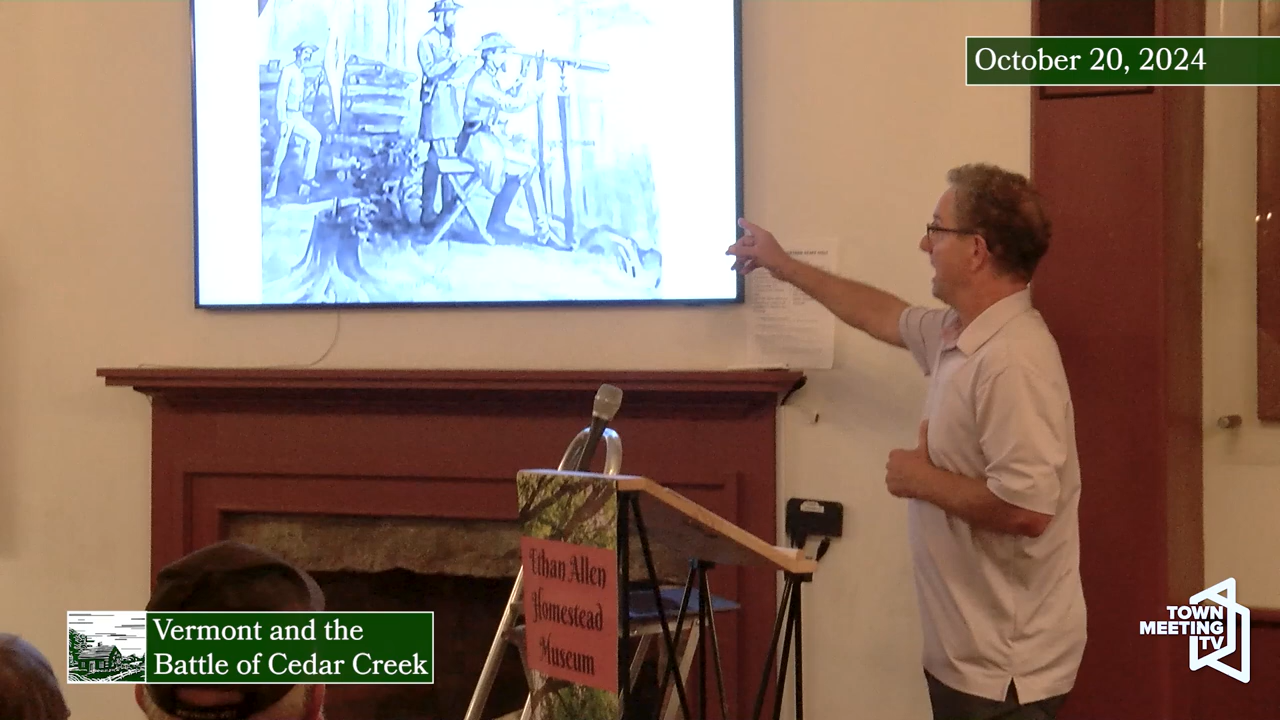 October 20, 2024
Ethan Allen
Homestead
Museum
Vermont and the
Battle of Cedar Creek
TOWN
MEETING
TV